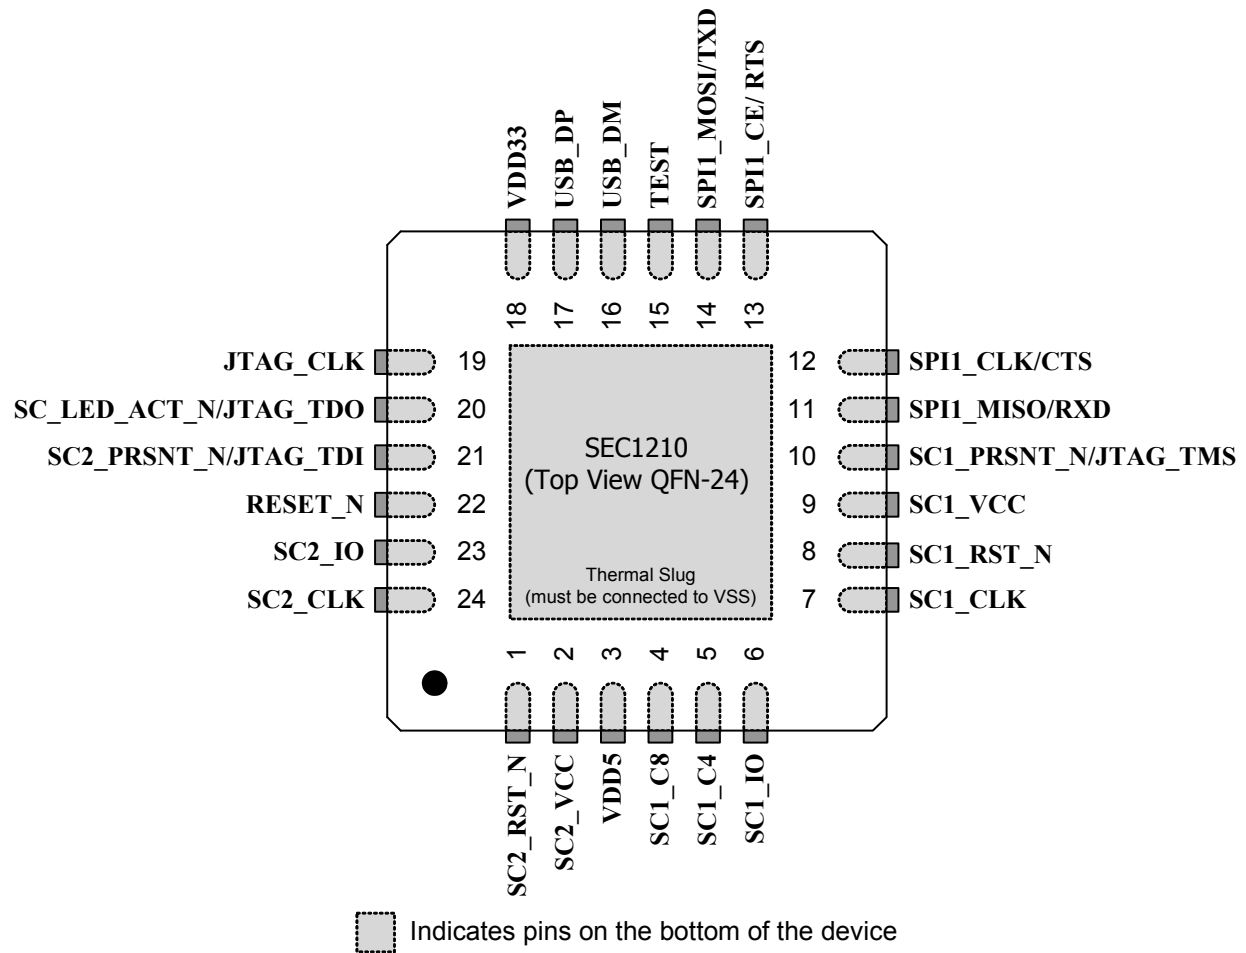 VDD33
USB_DP
USB_DM
TEST
SPI1_MOSI/TXD
SPI1_CE/ RTS
18
17
16
15
14
13
JTAG_CLK 19
SC_LED_ACT_N/JTAG_TDO 20
SC2_PRSNT_N/JTAG_TDI 21
RESET_N 22
SC2_IO 23
SC2_CLK 24
SEC1210
(Top View QFN-24)
Thermal Slug
(must be connected to VSS)
12 SPI1_CLK/CTS
11 SPI1_MISO/RXD
10 SC1_PRSNT_N/JTAG_TMS
9 SC1_VCC
8 SC1_RST_N
7 SC1_CLK
1
2
3
4
5
6
SC2_RST_N
SC2_VCC
VDD5
SC1_C8
SC1_C4
SC1_IO
Indicates pins on the bottom of the device